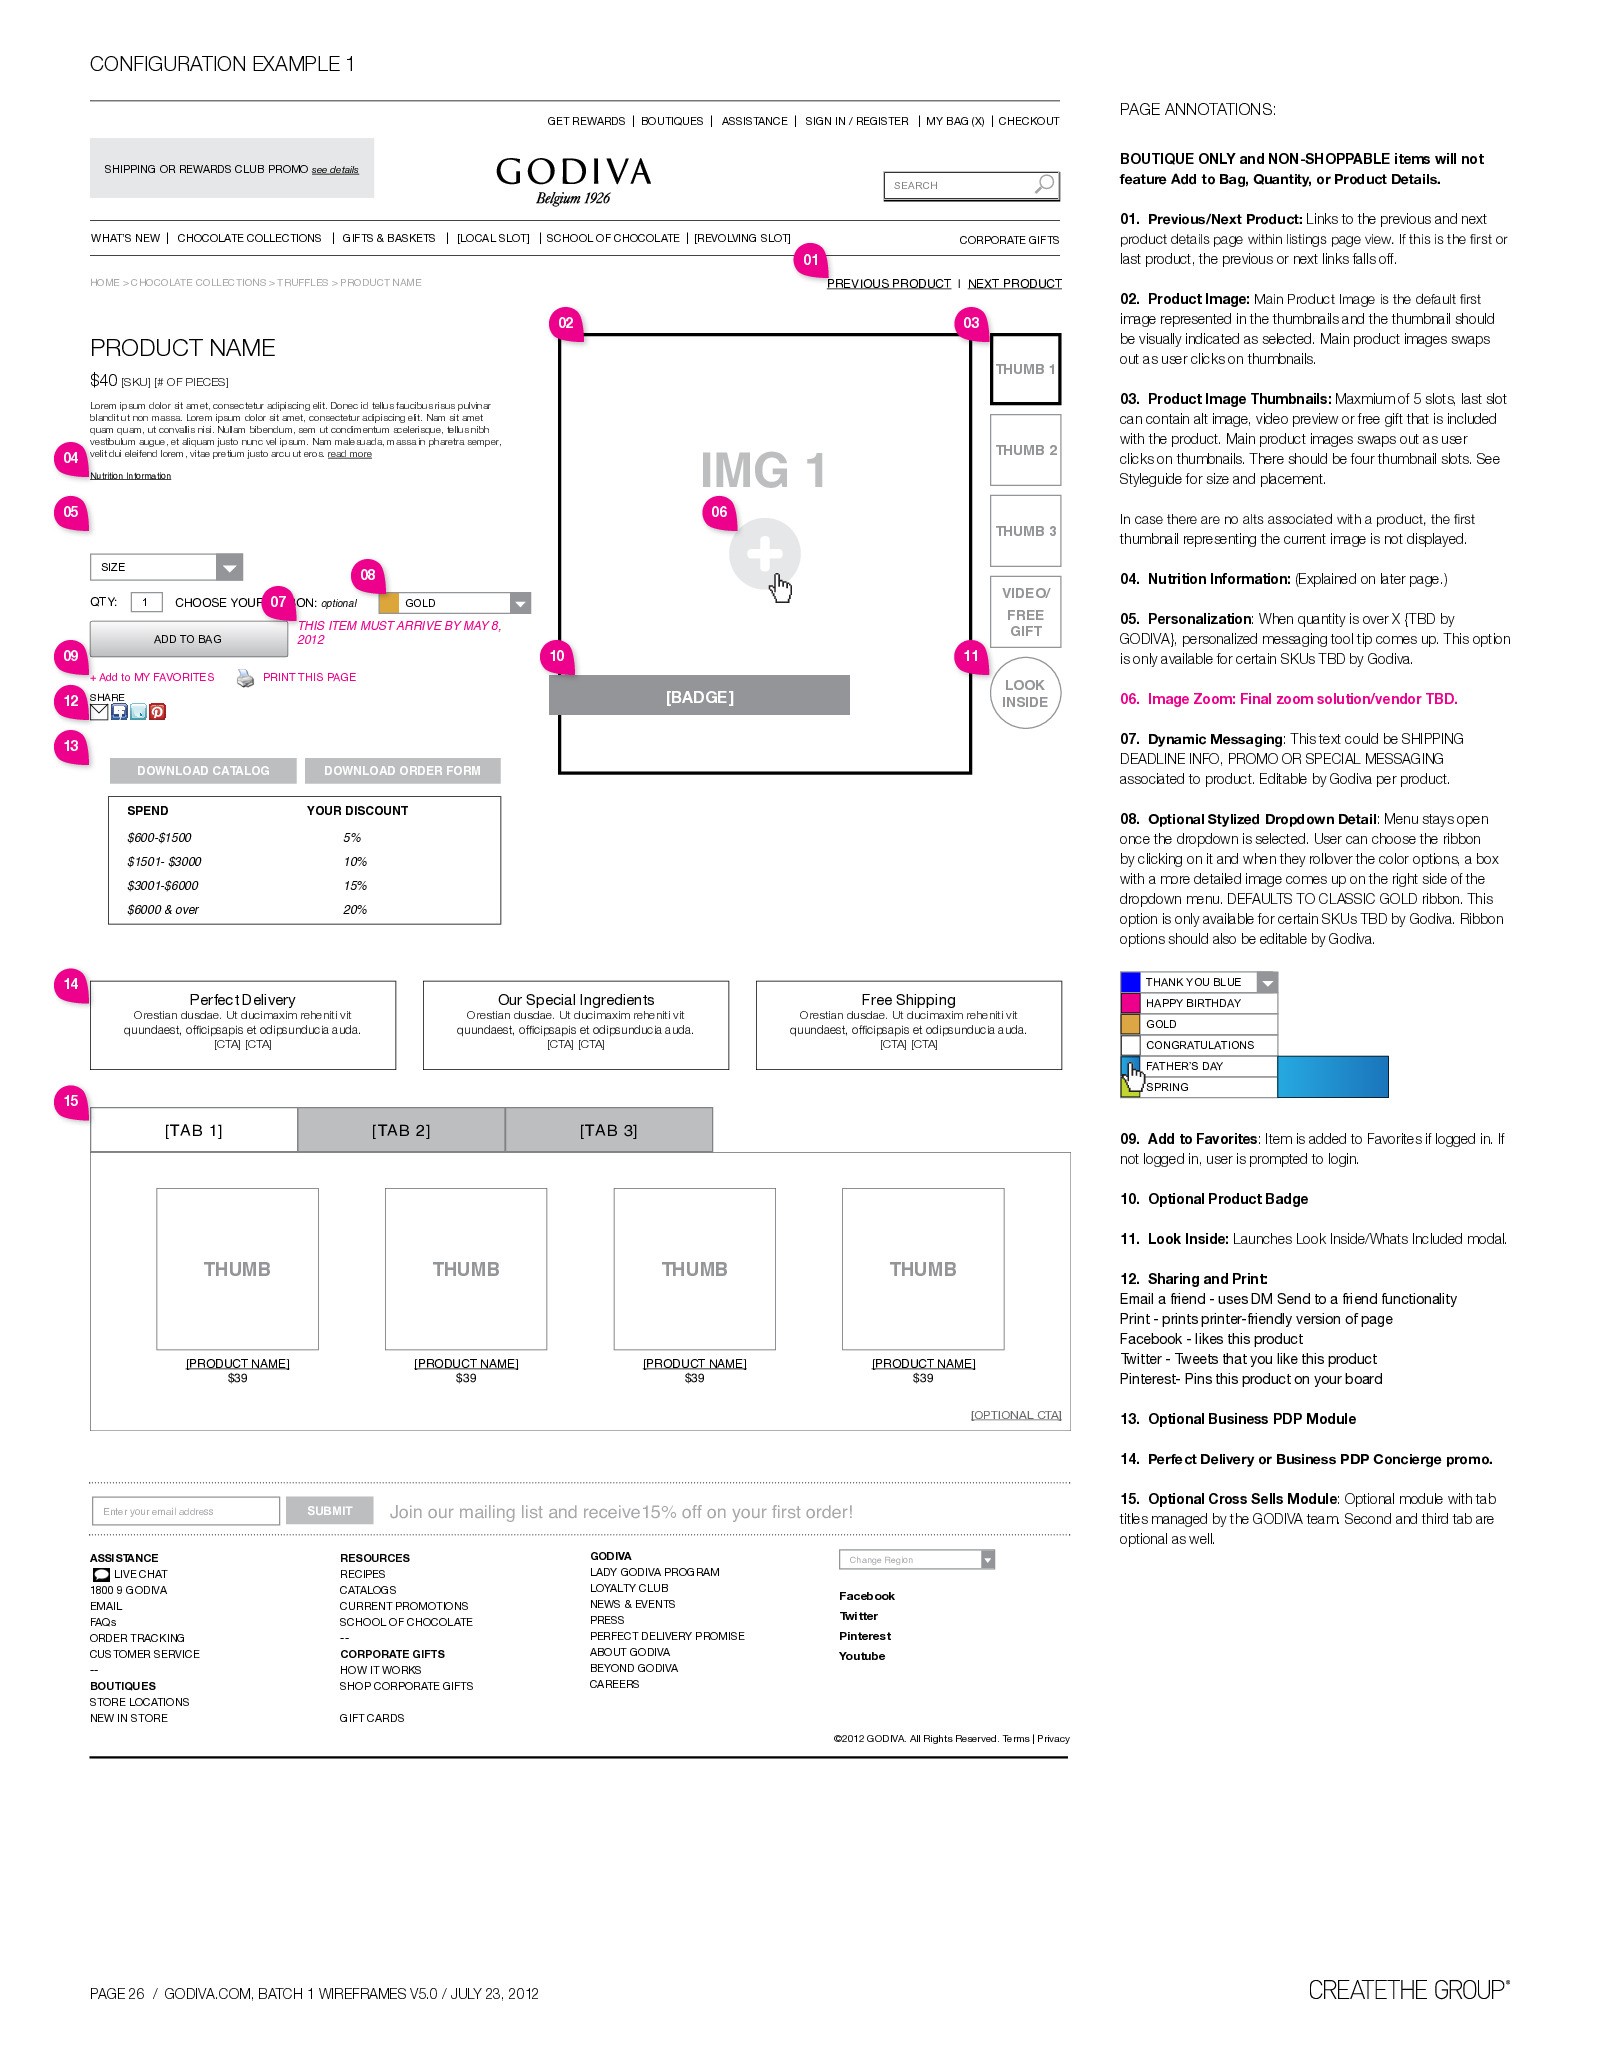 CONFIGURATION EXAMPLE 1
GET REWARDS | BOUTIQUES | ASSISTANCE | SIGN IN / REGISTER | MY BAG (X) | CHECKOUT
SHIPPING OR REWARDS CLUB PROMO see details
GODIVA
Belgium 1926
SEARCH
WHAT'S NEW | CHOCOLATE COLLECTIONS | GIFTS & BASKETS | [LOCAL SLOT] | SCHOOL OF CHOCOLATE | [REVOLVING SLOT]
CORPORATE GIFTS
01
HOME > CHOCOLATE COLLECTIONS > TRUFFLES > PRODUCT NAME
PREVIOUS PRODUCT | NEXT PRODUCT
PRODUCT NAME
$40 [SKU] [# OF PIECES]
Lorem ipsum dolor sit amet, consectetur adipiscing elit. Donec id tellus faucibus risus pulvinar
blandit ut non massa. Lorem ipsum dolor sit amet, consectetur adipiscing elit. Nam sit amet
quam quam, ut convallis nisi. Nullam bibendum, sem ut condimentum scelerisque, tellus nibh
vestibulum augue, et aliquam justo nunc vel ipsum. Nam malesuada, massa in pharetra semper,
velit dui eleifend lorem, vitae pretium justo arcu ut eros. read more
04
Nutrition Information
05
SIZE
08
QTY: 1 CHOOSE YOUR
07
ON: optional
GOLD
ADD TO BAG
THIS ITEM MUST ARRIVE BY MAY 8,
2012
09
+ Add to MY FAVORITES
PRINT THIS PAGE
12
SHARE
02
IMG 1
06
10
[BADGE]
03
THUMB 1
THUMB 2
THUMB 3
VIDEO/
FREE
GIFT
11
LOOK
INSIDE
13
DOWNLOAD CATALOG
DOWNLOAD ORDER FORM
SPEND YOUR DISCOUNT
$600-$1500 5%
$1501- $3000 10%
$3001-$6000 15%
$6000 & over 20%
14
Perfect Delivery
Orestian dusdae. Ut ducimaxim reheniti vit
quundaest, officipsapis et odipsunducia auda.
[CTA] [CTA]
Our Special Ingredients
Orestian dusdae. Ut ducimaxim reheniti vit
quundaest, officipsapis et odipsunducia auda.
[CTA] [CTA]
Free Shipping
Orestian dusdae. Ut ducimaxim reheniti vit
quundaest, officipsapis et odipsunducia auda.
[CTA] [CTA]
15
[TAB 1] [TAB 2] [TAB 3]
THUMB THUMB THUMB THUMB
[PRODUCT NAME] [PRODUCT NAME] [PRODUCT NAME] [PRODUCT NAME]
$39 $39 $39 $39
[OPTIONAL CTA]
Enter your email address
SUBMIT
Join our mailing list and receive15% off on your first order!
ASSISTANCE
LIVE CHAT
1800 9 GODIVA
EMAIL
FAQs
ORDER TRACKING
CUSTOMER SERVICE
--
BOUTIQUES
STORE LOCATIONS
NEW IN STORE
RESOURCES
RECIPES
CATALOGS
CURRENT PROMOTIONS
SCHOOL OF CHOCOLATE
--
CORPORATE GIFTS
HOW IT WORKS
SHOP CORPORATE GIFTS
GIFT CARDS
GODIVA
LADY GODIVA PROGRAM
LOYALTY CLUB
NEWS & EVENTS
PRESS
PERFECT DELIVERY PROMISE
ABOUT GODIVA
BEYOND GODIVA
CAREERS
Change Region
Facebook
Twitter
Pinterest
Youtube
©2012 GODIVA. All Rights Reserved. Terms | Privacy
PAGE ANNOTATIONS:
BOUTIQUE ONLY and NON-SHOPPABLE items will not
feature Add to Bag, Quantity, or Product Details.
01. Previous/Next Product: Links to the previous and next
product details page within listings page view. If this is the first or
last product, the previous or next links falls off.
02. Product Image: Main Product Image is the default first
image represented in the thumbnails and the thumbnail should
be visually indicated as selected. Main product images swaps
out as user clicks on thumbnails.
03. Product Image Thumbnails: Maxmium of 5 slots, last slot
can contain alt image, video preview or free gift that is included
with the product. Main product images swaps out as user
clicks on thumbnails. There should be four thumbnail slots. See
Styleguide for size and placement.
In case there are no alts associated with a product, the first
thumbnail representing the current image is not displayed.
04. Nutrition Information: (Explained on later page.)
05. Personalization: When quantity is over X {TBD by
GODIVA}, personalized messaging tool tip comes up. This option
is only available for certain SKUs TBD by Godiva.
06. Image Zoom: Final zoom solution/vendor TBD.
07. Dynamic Messaging: This text could be SHIPPING
DEADLINE INFO, PROMO OR SPECIAL MESSAGING
associated to product. Editable by Godiva per product.
08. Optional Stylized Dropdown Detail: Menu stays open
once the dropdown is selected. User can choose the ribbon
by clicking on it and when they rollover the color options, a box
with a more detailed image comes up on the right side of the
dropdown menu. DEFAULTS TO CLASSIC GOLD ribbon. This
option is only available for certain SKUs TBD by Godiva. Ribbon
options should also be editable by Godiva.
THANK YOU BLUE
HAPPY BIRTHDAY
GOLD
CONGRATULATIONS
FATHER'S DAY
SPRING
09. Add to Favorites: Item is added to Favorites if logged in. If
not logged in, user is prompted to login.
10. Optional Product Badge
11. Look Inside: Launches Look Inside/Whats Included modal.
12. Sharing and Print:
Email a friend - uses DM Send to a friend functionality
Print - prints printer-friendly version of page
Facebook - likes this product
Twitter - Tweets that you like this product
Pinterest- Pins this product on your board
13. Optional Business PDP Module
14. Perfect Delivery or Business PDP Concierge promo.
15. Optional Cross Sells Module: Optional module with tab
titles managed by the GODIVA team. Second and third tab are
optional as well.
PAGE 26 / GODIVA.COM, BATCH 1 WIREFRAMES V5.0 / JULY 23, 2012
CREATETHE GROUP